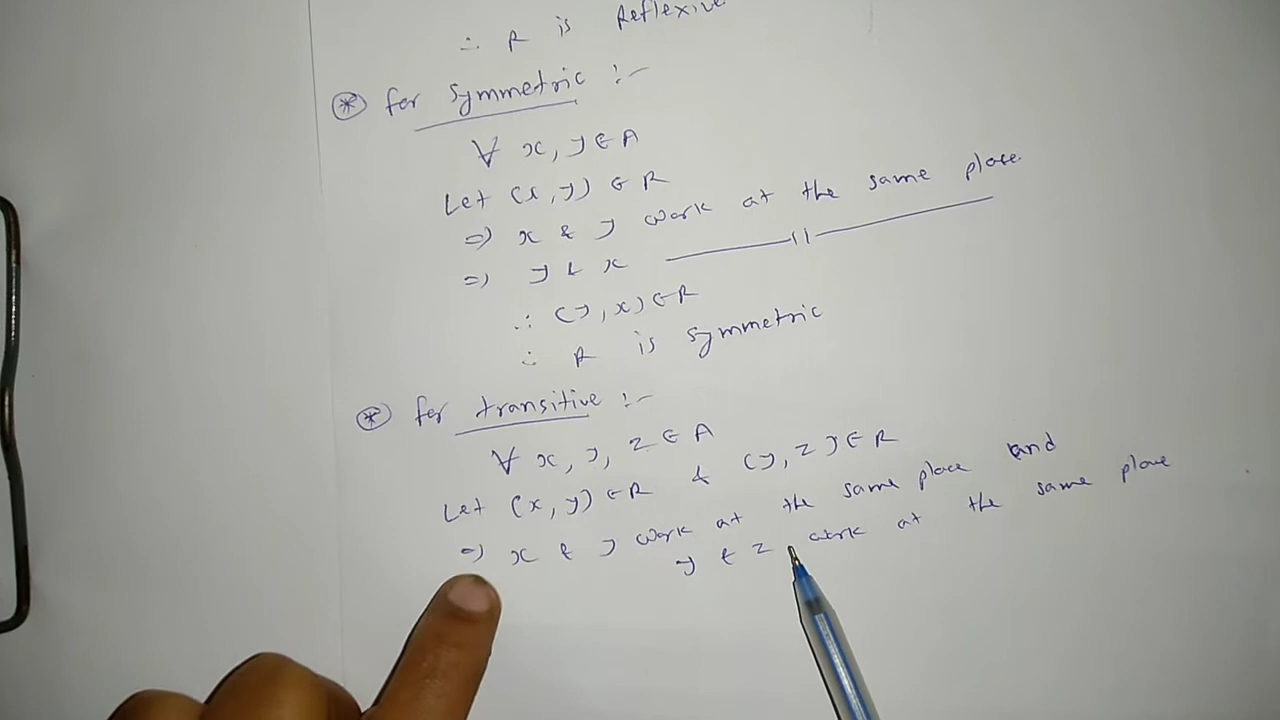 ∴ R is Reflexive
⊛ for symmetric :-
∀ x, y ∈ A
Let (x, y) ∈ R
⇒ x & y work at the same place
⇒ y & x —— 11 ——
∴ (y, x) ∈ R
∴ R is symmetric
⊛ for transitive :-
∀ x, y, z ∈ A
Let (x, y) ∈ R & (y, z) ∈ R
⇒ x & y work at the same place and
y & z work at the same place